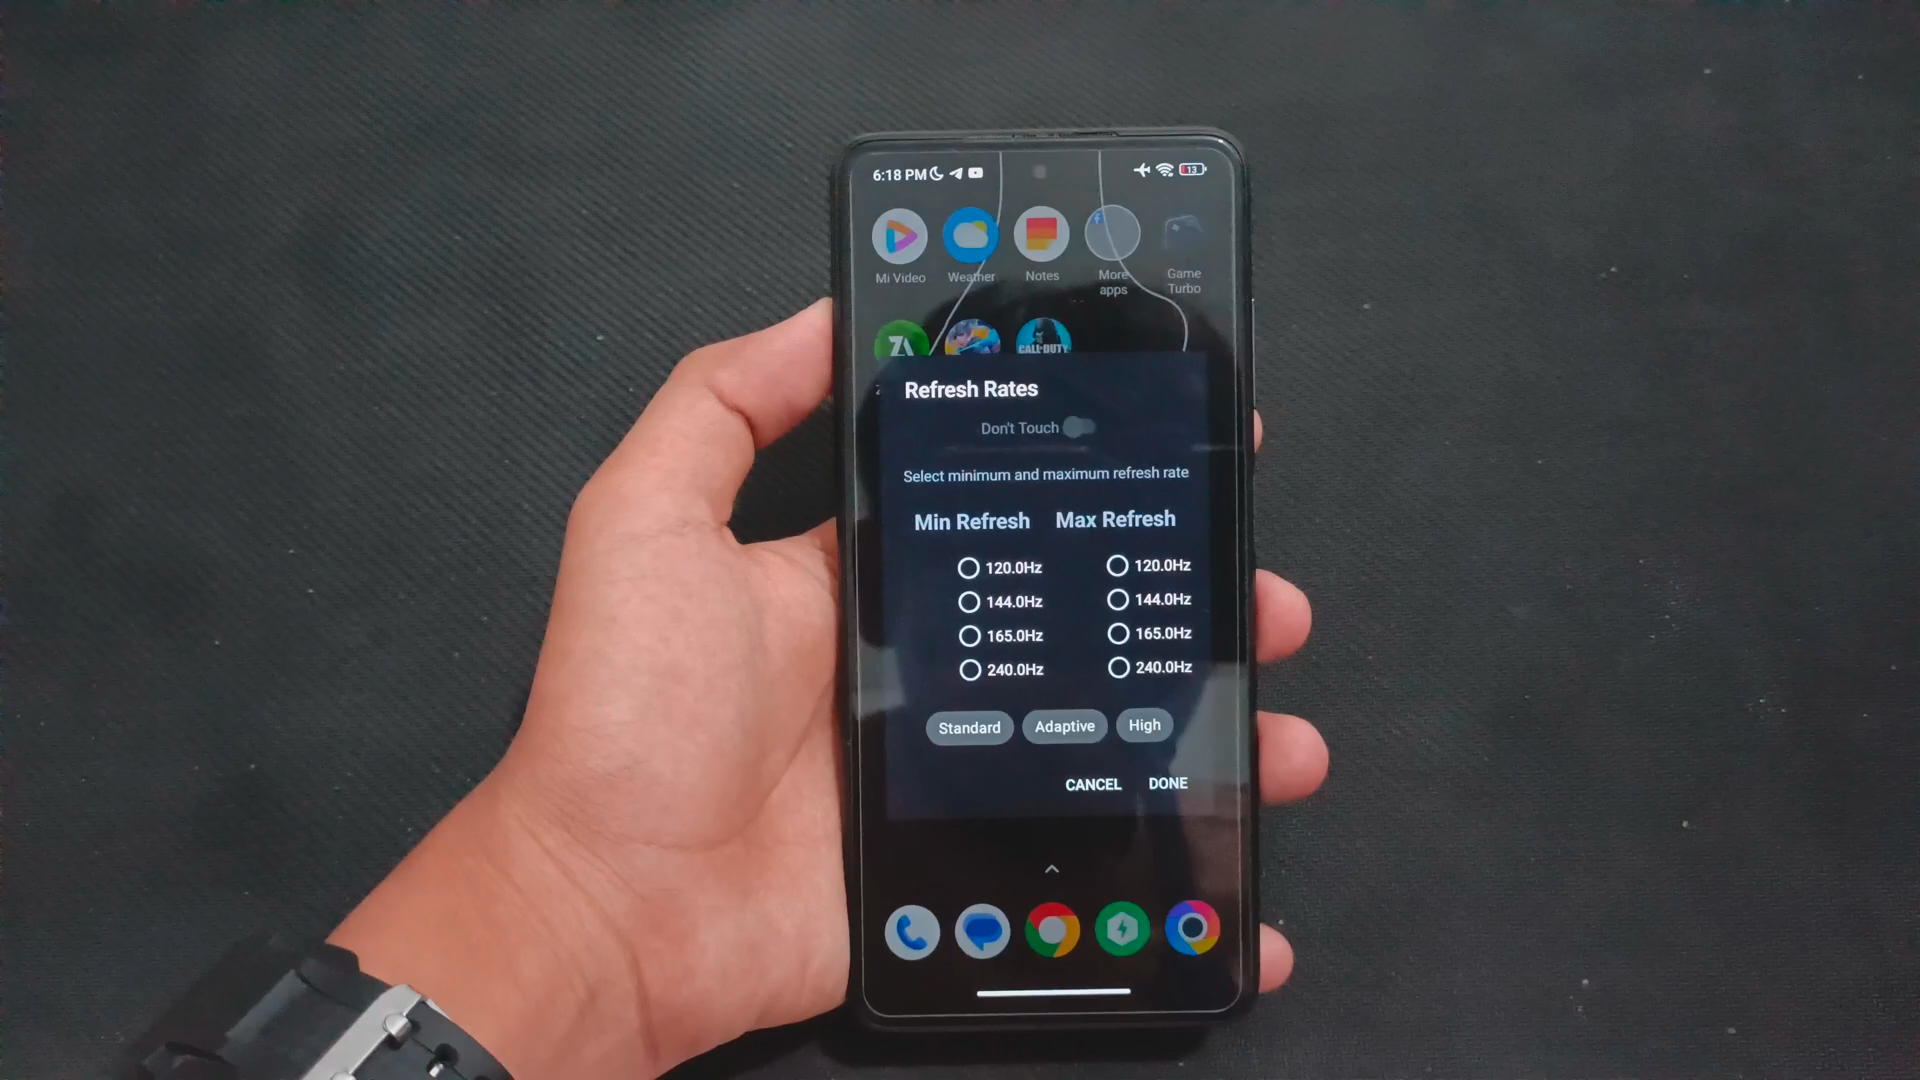 6:18 PM
13
Mi Video Weather Notes More apps Game Turbo
ZA
CALL·DUTY
Refresh Rates
Don't Touch
Select minimum and maximum refresh rate
Min Refresh Max Refresh
120.0Hz 120.0Hz
144.0Hz 144.0Hz
165.0Hz 165.0Hz
240.0Hz 240.0Hz
Standard Adaptive High
CANCEL DONE